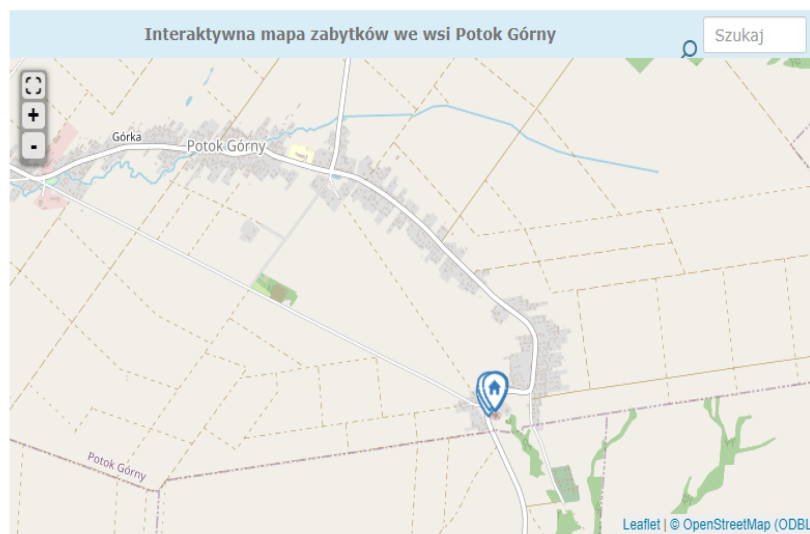 Interaktywna mapa zabytków we wsi Potok Górny
Szukaj
+
-
Górka
Potok Górny
Potok Górny
Leaflet | © OpenStreetMap (ODBL